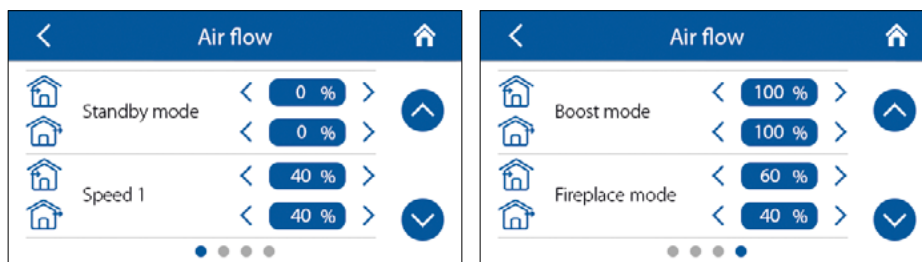 Air flow
Standby mode
0 %
0 %
Speed 1
40 %
40 %
Air flow
Boost mode
100 %
100 %
Fireplace mode
60 %
40 %